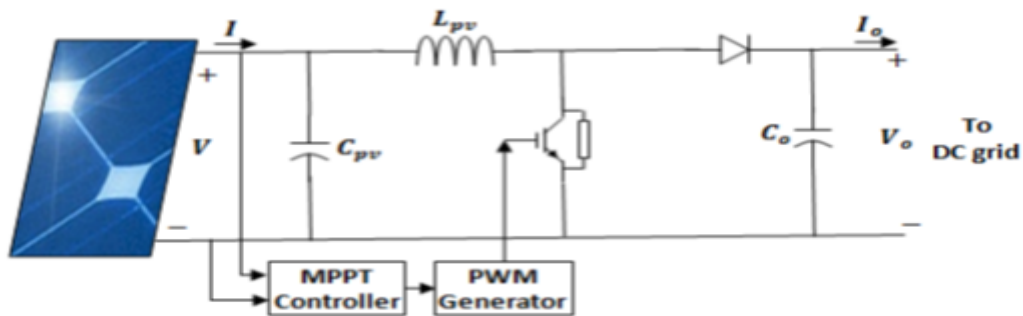 I
L_pv
I_o
+
+
V
C_pv
C_o
V_o
To
DC grid
−
−
MPPT
Controller
PWM
Generator